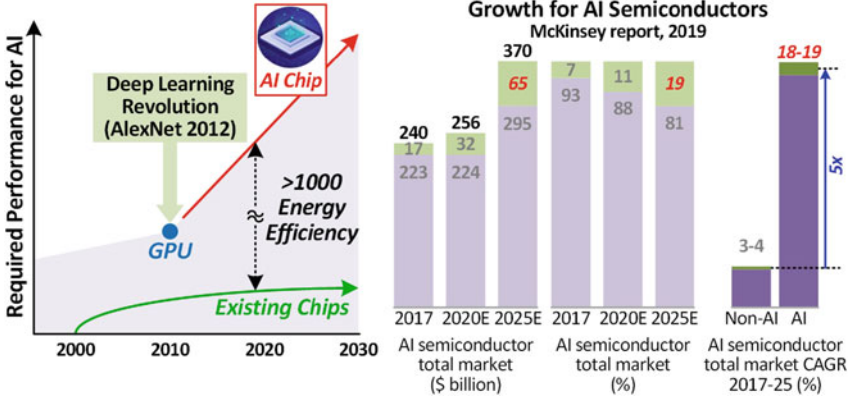 Required Performance for AI
Deep Learning
Revolution
(AlexNet 2012)
AI Chip
GPU
>1000
≈
Energy
Efficiency
Existing Chips
2000
2010
2020
2030
Growth for AI Semiconductors
McKinsey report, 2019
240
17
223
256
32
224
370
65
295
7
93
11
88
19
81
3-4
18-19
5x
2017 2020E 2025E
AI semiconductor
total market
($ billion)
2017 2020E 2025E
AI semiconductor
total market
(%)
Non-AI AI
AI semiconductor
total market CAGR
2017-25 (%)